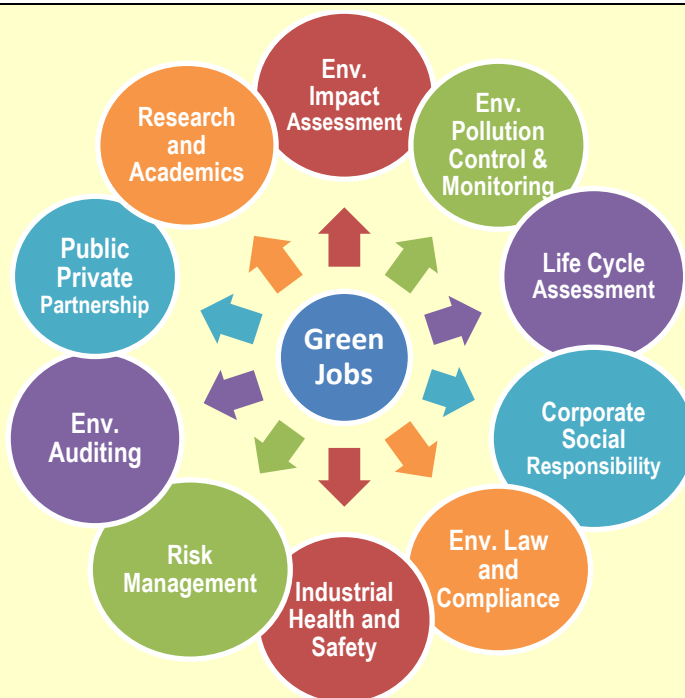 Env.
Impact
Assessment
Env.
Pollution
Control &
Monitoring
Life Cycle
Assessment
Corporate
Social
Responsibility
Env. Law
and
Compliance
Industrial
Health and
Safety
Risk
Management
Env.
Auditing
Public
Private
Partnership
Research
and
Academics
Green
Jobs